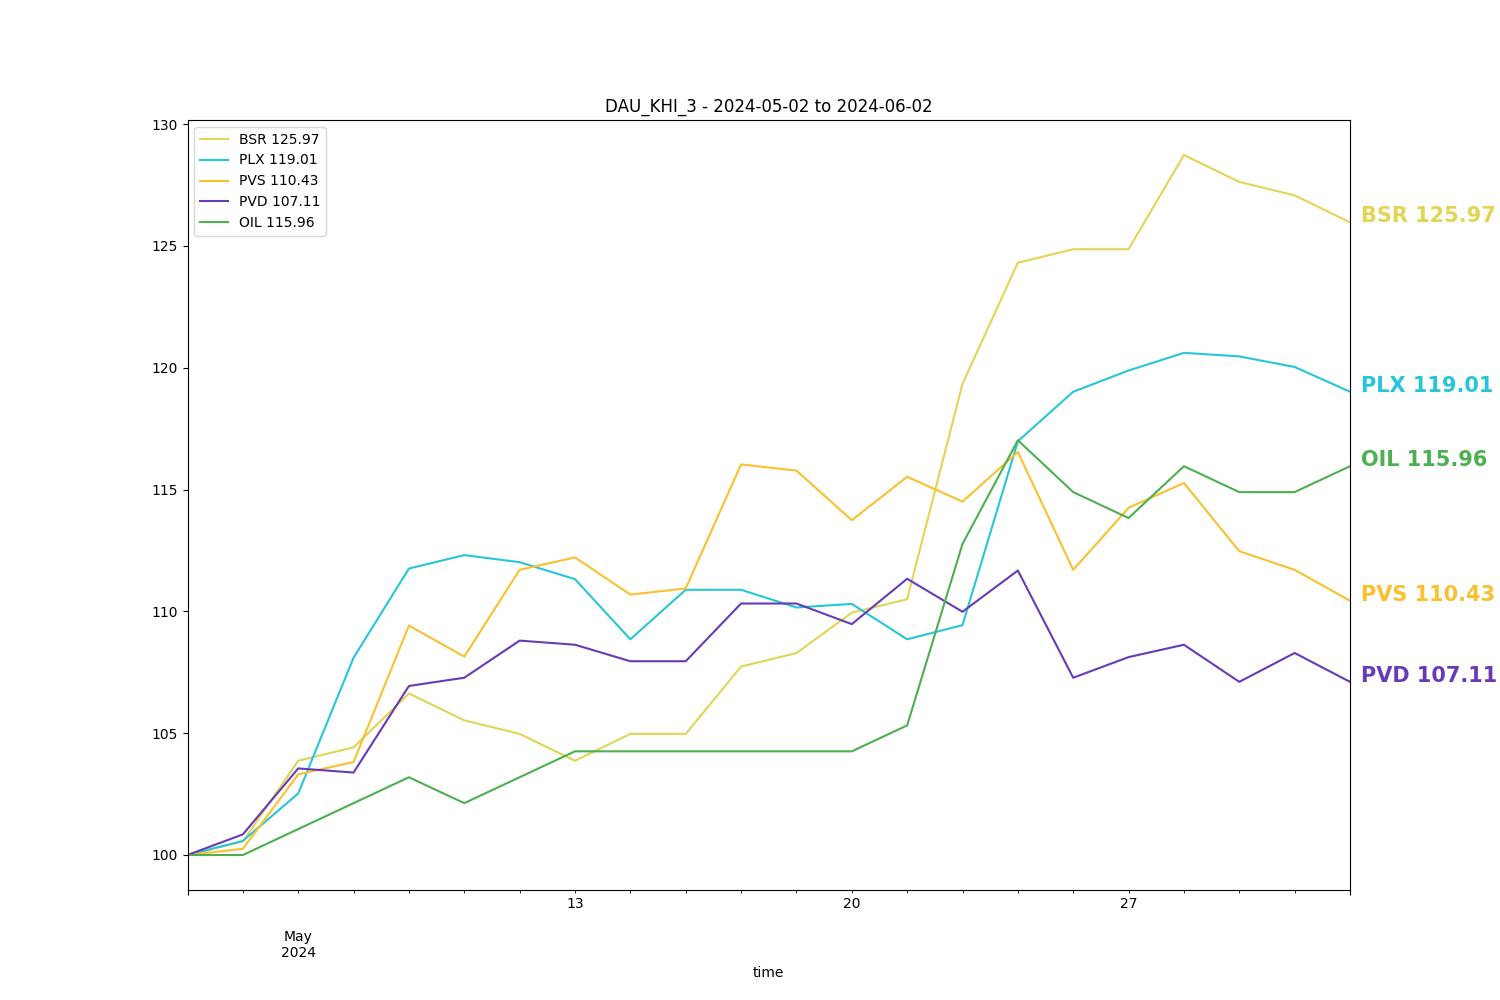 DAU_KHI_3 - 2024-05-02 to 2024-06-02
130
125
120
115
110
105
100
BSR 125.97
PLX 119.01
PVS 110.43
PVD 107.11
OIL 115.96
BSR 125.97
PLX 119.01
OIL 115.96
PVS 110.43
PVD 107.11
13
20
27
May
2024
time